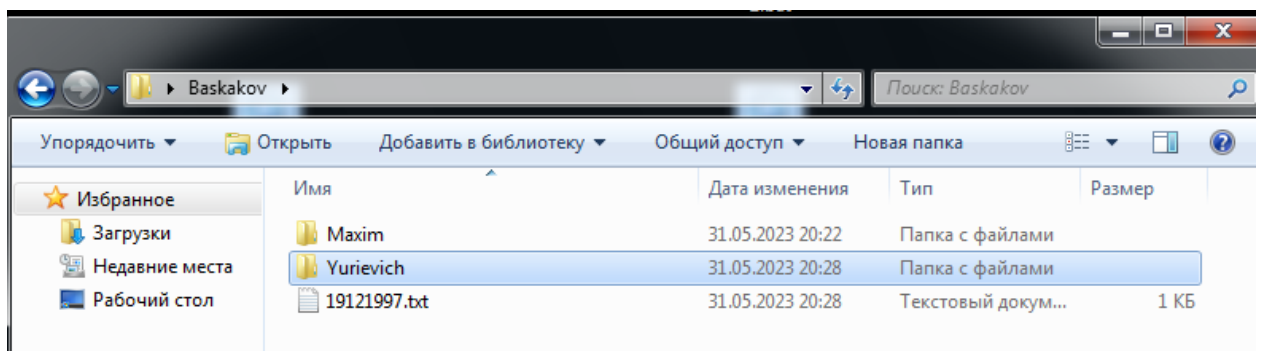 Baskakov
Поиск: Baskakov
Упорядочить Открыть Добавить в библиотеку Общий доступ Новая папка
Избранное
Загрузки
Недавние места
Рабочий стол
Имя Дата изменения Тип Размер
Maxim 31.05.2023 20:22 Папка с файлами
Yurievich 31.05.2023 20:28 Папка с файлами
19121997.txt 31.05.2023 20:28 Текстовый докум... 1 КБ